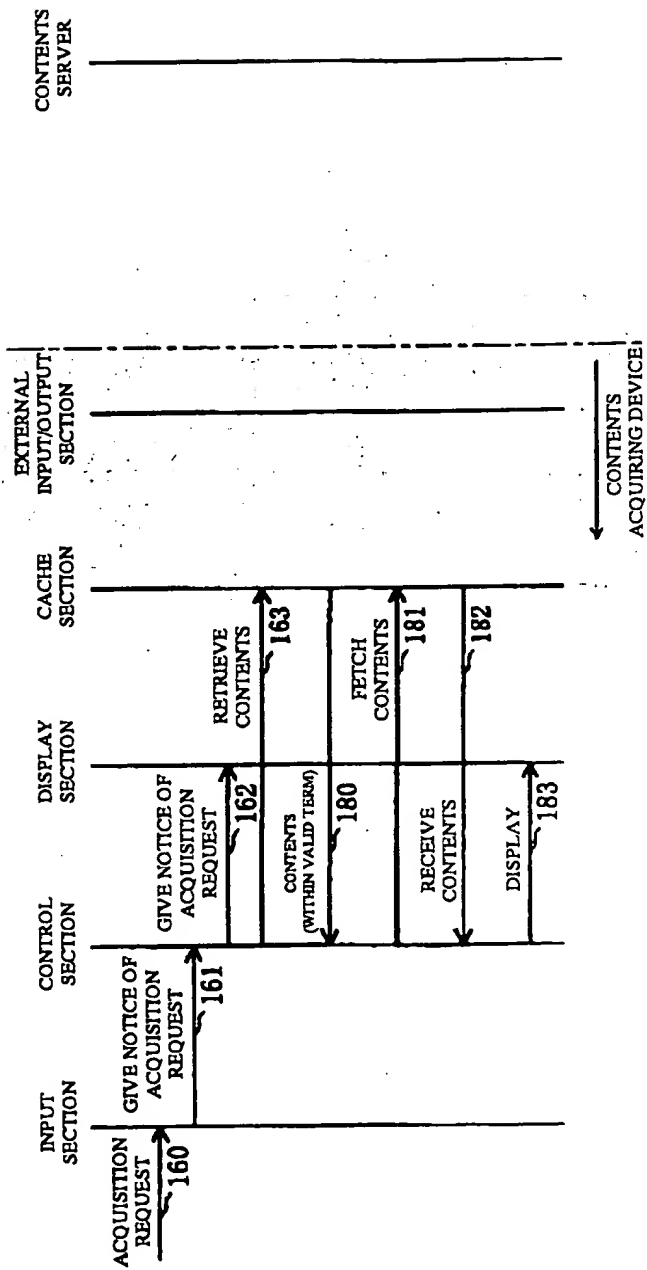 INPUT
SECTION
CONTROL
SECTION
DISPLAY
SECTION
CACHE
SECTION
EXTERNAL
INPUT/OUTPUT
SECTION
CONTENTS
SERVER
ACQUISITION
REQUEST
160
GIVE NOTICE OF
ACQUISITION
REQUEST
161
GIVE NOTICE OF
ACQUISITION
REQUEST
162
RETRIEVE
CONTENTS
163
CONTENTS
(WITHIN VALID TERM)
180
FETCH
CONTENTS
181
RECEIVE
CONTENTS
182
DISPLAY
183
CONTENTS
ACQUIRING DEVICE